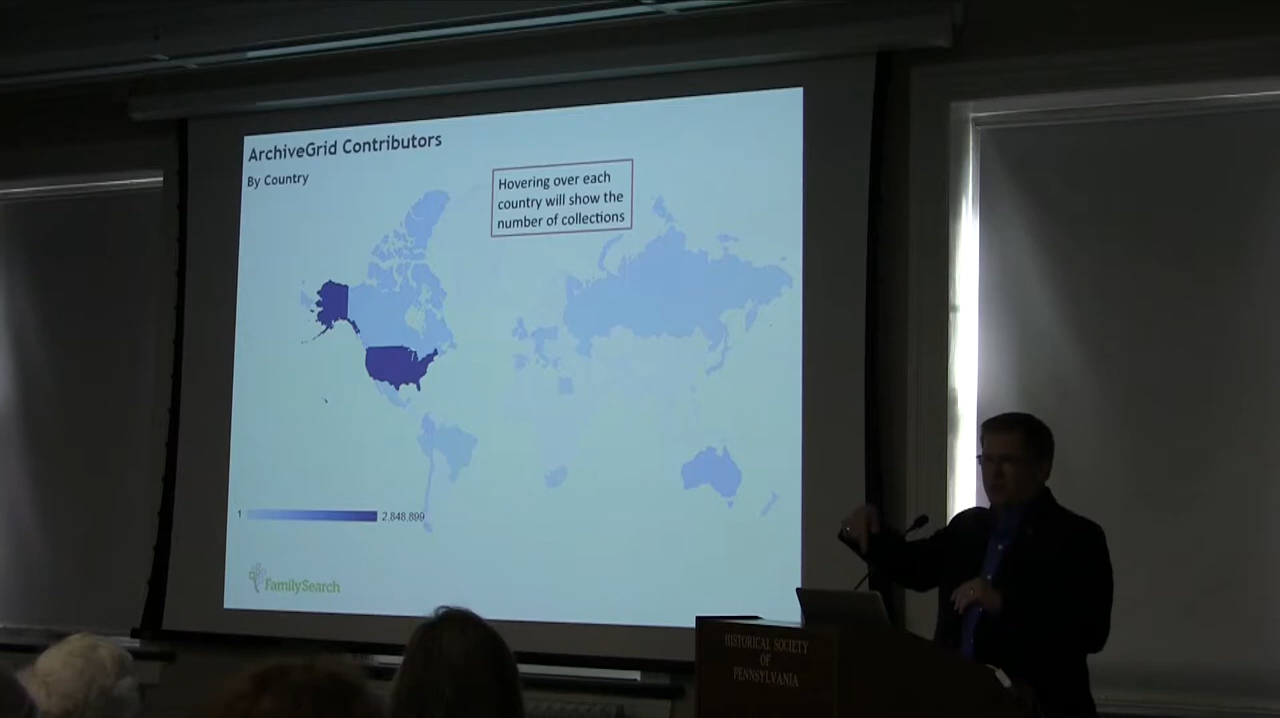 ArchiveGrid Contributors
By Country
Hovering over each
country will show the
number of collections
1
2,848,899
FamilySearch
HISTORICAL SOCIETY
OF
PENNSYLVANIA